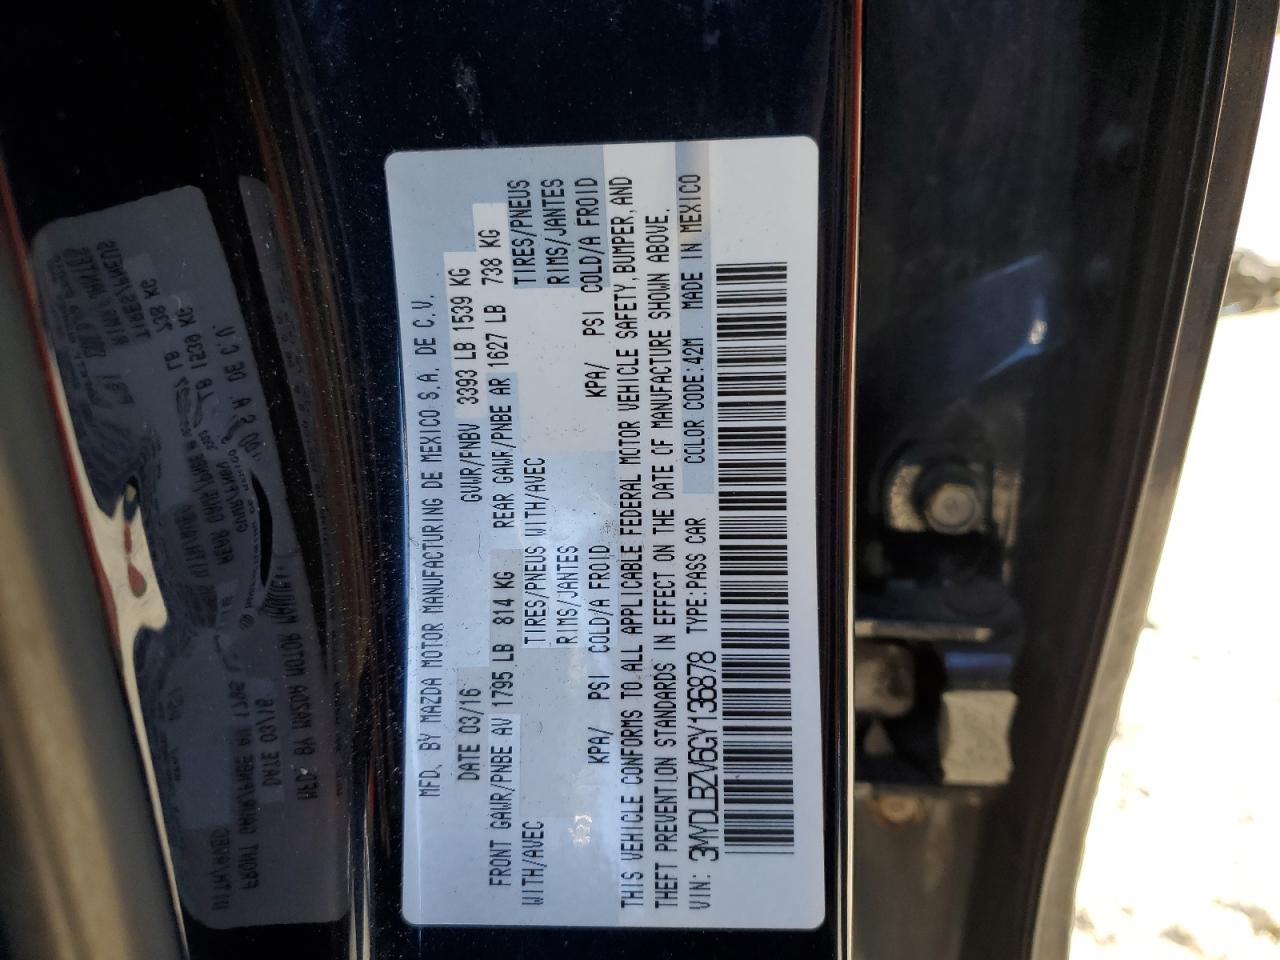 MFD. BY MAZDA MOTOR MANUFACTURING DE MEXICO S.A. DE C.V.
DATE 03/16 GVWR/PNBV 3393 LB 1539 KG
FRONT GAWR/PNBE AV 1795 LB 814 KG REAR GAWR/PNBE AR 1627 LB 738 KG
WITH/AVEC TIRES/PNEUS WITH/AVEC TIRES/PNEUS
RIMS/JANTES RIMS/JANTES
KPA/ PSI COLD/A FROID KPA/ PSI COLD/A FROID
THIS VEHICLE CONFORMS TO ALL APPLICABLE FEDERAL MOTOR VEHICLE SAFETY, BUMPER, AND
THEFT PREVENTION STANDARDS IN EFFECT ON THE DATE OF MANUFACTURE SHOWN ABOVE.
VIN: 3MYDLBZV6GY136878 TYPE:PASS CAR COLOR CODE:42M MADE IN MEXICO